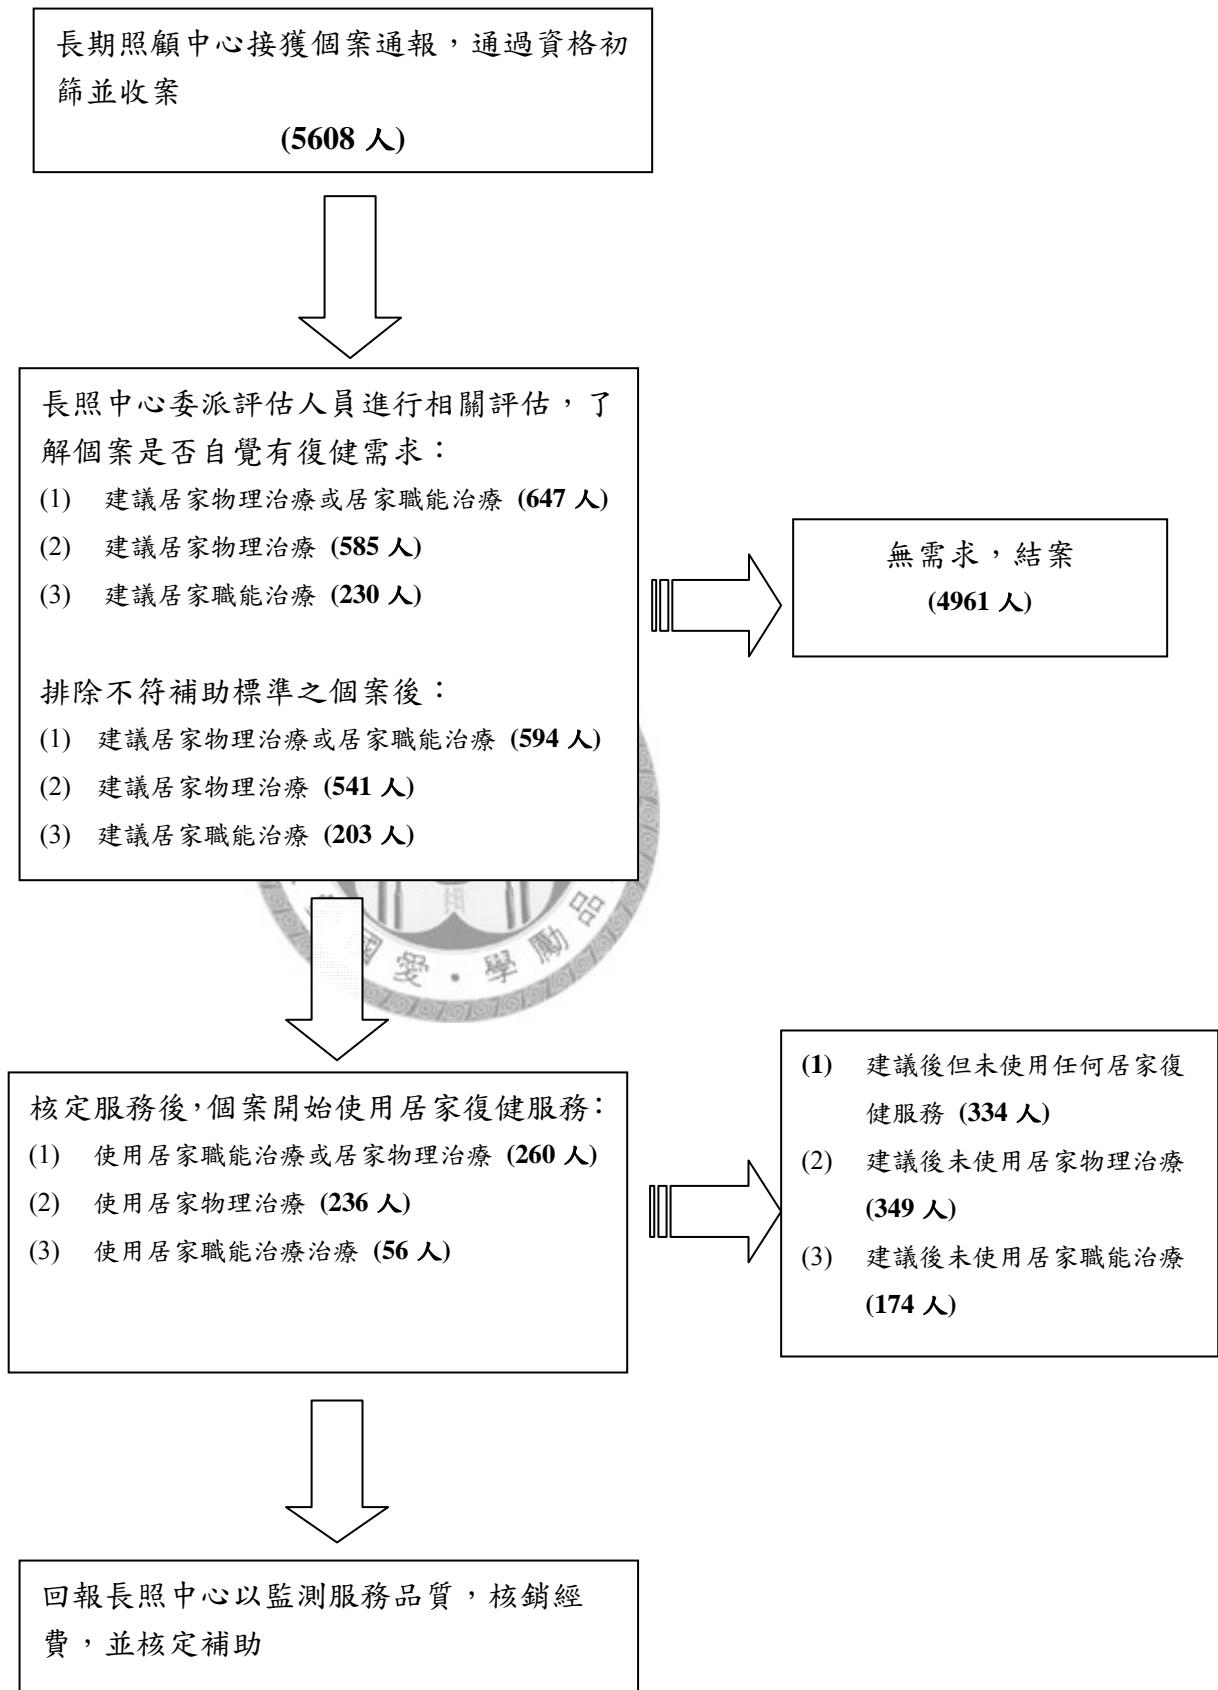 長期照顧中心接獲個案通報，通過資格初
篩並收案
(5608 人)
長照中心委派評估人員進行相關評估，了
解個案是否自覺有復健需求：
(1) 建議居家物理治療或居家職能治療 (647 人)
(2) 建議居家物理治療 (585 人)
(3) 建議居家職能治療 (230 人)
排除不符補助標準之個案後：
(1) 建議居家物理治療或居家職能治療 (594 人)
(2) 建議居家物理治療 (541 人)
(3) 建議居家職能治療 (203 人)
無需求，結案
(4961 人)
愛・學勵品
核定服務後，個案開始使用居家復健服務：
(1) 使用居家職能治療或居家物理治療 (260 人)
(2) 使用居家物理治療 (236 人)
(3) 使用居家職能治療治療 (56 人)
(1) 建議後但未使用任何居家復
健服務 (334 人)
(2) 建議後未使用居家物理治療
(349 人)
(3) 建議後未使用居家職能治療
(174 人)
回報長照中心以監測服務品質，核銷經
費，並核定補助